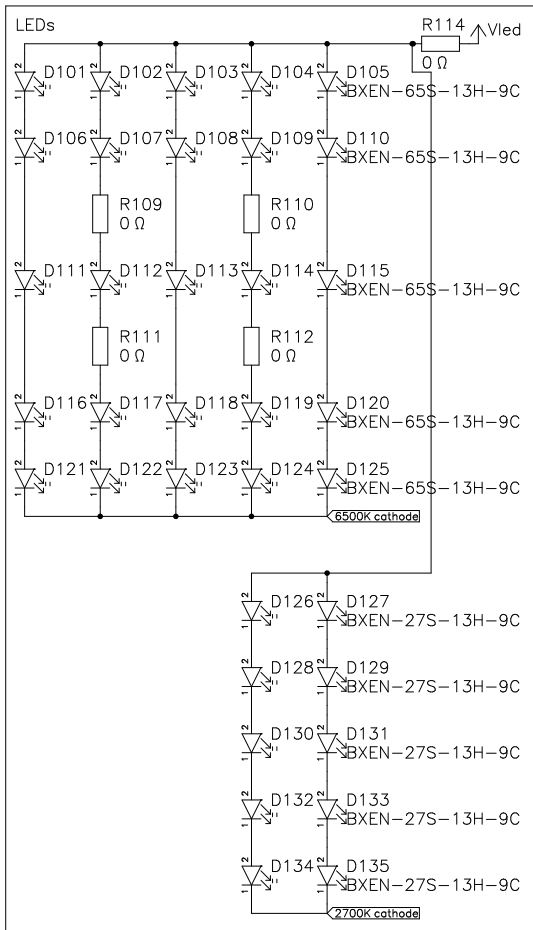 LEDs
R114
Vled
0 Ω
D101 D102 D103 D104 D105
" " " " BXEN-65S-13H-9C
D106 D107 D108 D109 D110
" " " " BXEN-65S-13H-9C
R109 R110
0 Ω 0 Ω
D111 D112 D113 D114 D115
" " " " BXEN-65S-13H-9C
R111 R112
0 Ω 0 Ω
D116 D117 D118 D119 D120
" " " " BXEN-65S-13H-9C
D121 D122 D123 D124 D125
" " " " BXEN-65S-13H-9C
6500K cathode
D126 D127
" BXEN-27S-13H-9C
D128 D129
" BXEN-27S-13H-9C
D130 D131
" BXEN-27S-13H-9C
D132 D133
" BXEN-27S-13H-9C
D134 D135
" BXEN-27S-13H-9C
2700K cathode